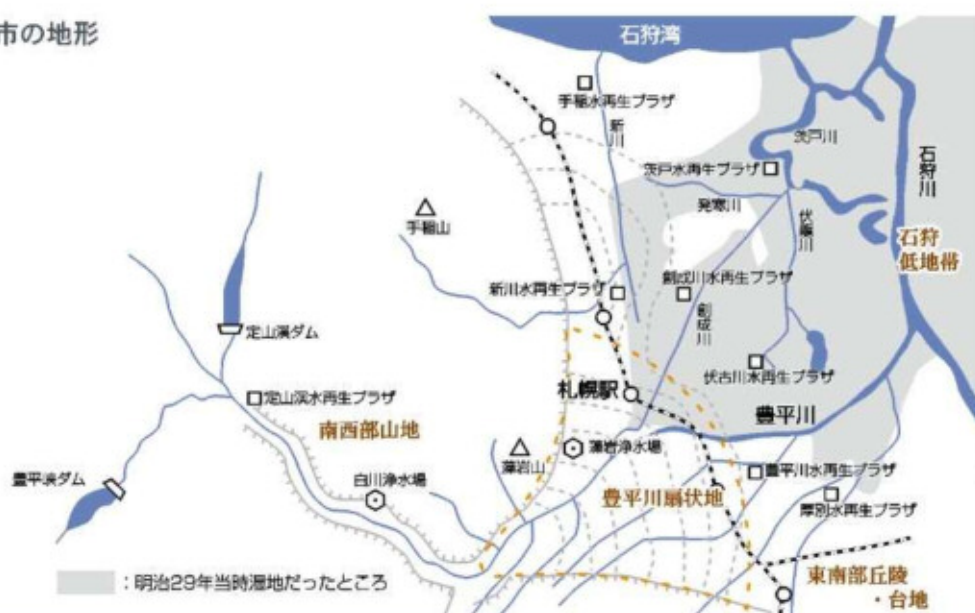 市の地形
石狩湾
手稲水再生プラザ
新川
茨戸川
石狩川
茨戸水再生プラザ
発寒川
手稲山
伏籠川
石狩
低地帯
新川水再生プラザ
創成川水再生プラザ
創成川
定山渓ダム
伏古川水再生プラザ
札幌駅
定山渓水再生プラザ
豊平川
南西部山地
藻岩山
藻岩浄水場
豊平峡ダム
白川浄水場
豊平川水再生プラザ
豊平川扇状地
厚別水再生プラザ
:明治29年当時湿地だったところ
東南部丘陵
・台地